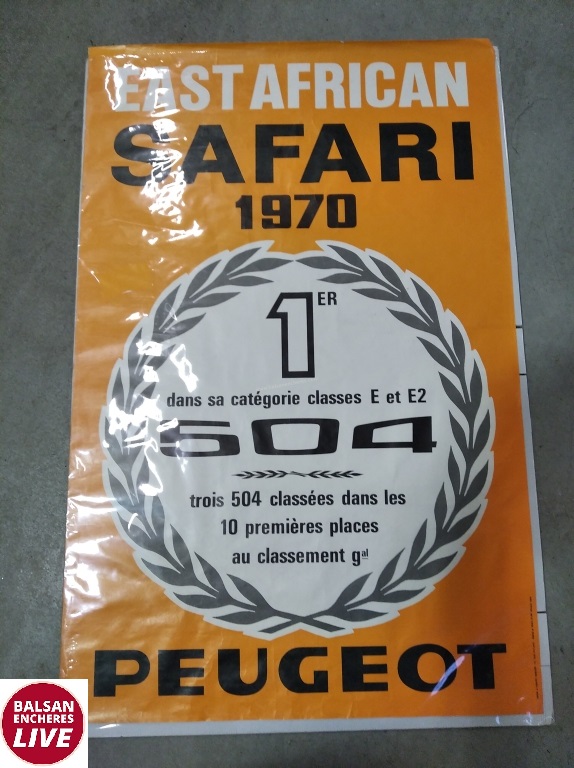 EAST AFRICAN
SAFARI
1970
1ER
dans sa catégorie classes E et E2
504
trois 504 classées dans les
10 premières places
au classement gal
PEUGEOT
BALSAN
ENCHERES
LIVE